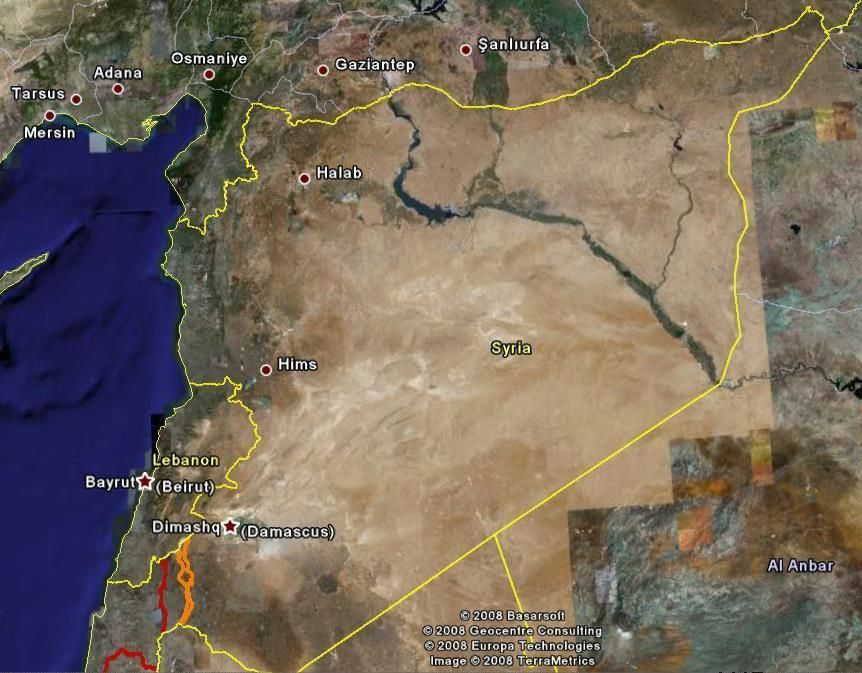 Şanlıurfa
Osmaniye
Gaziantep
Adana
Tarsus
Mersin
Halab
Syria
Hims
Lebanon
Bayrut (Beirut)
Dimashq (Damascus)
Al Anbar
© 2008 Basarsoft
© 2008 Geocentre Consulting
© 2008 Europa Technologies
Image © 2008 TerraMetrics